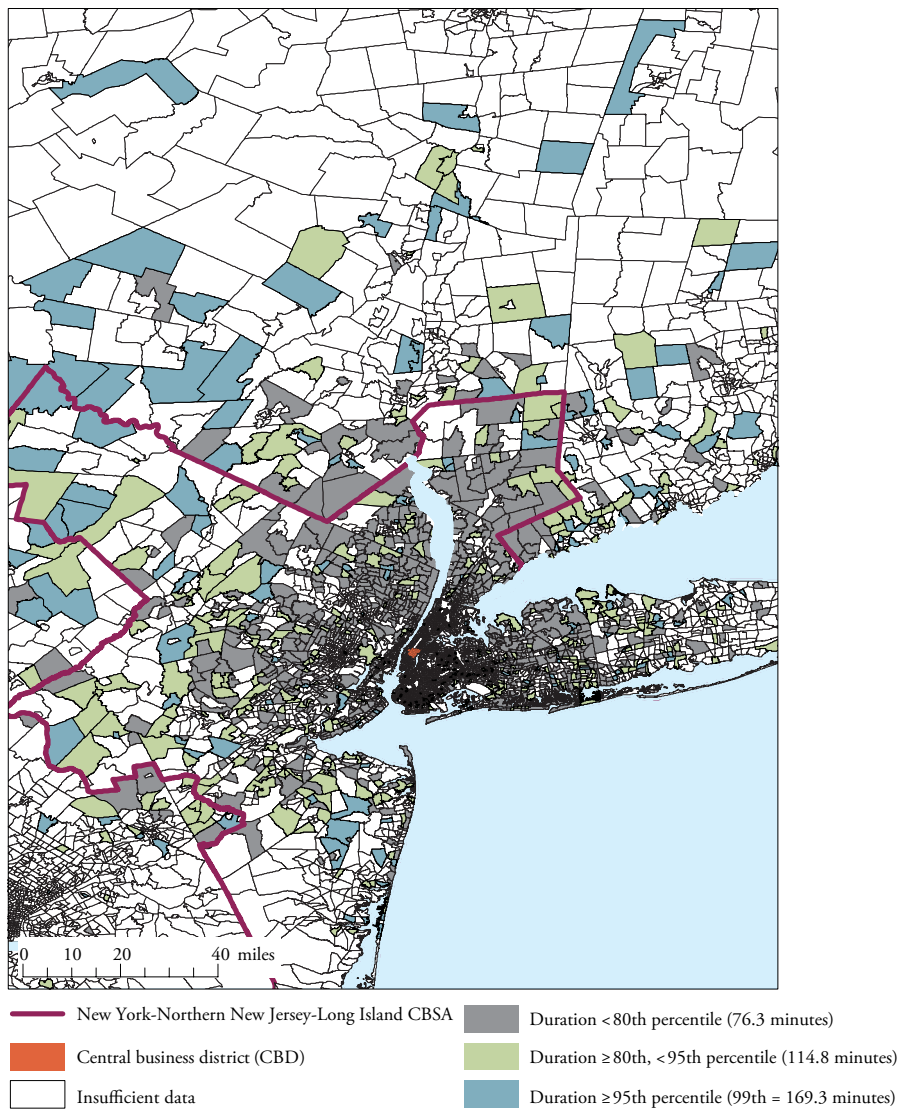 0 10 20 40 miles
New York-Northern New Jersey-Long Island CBSA
Central business district (CBD)
Insufficient data
Duration <80th percentile (76.3 minutes)
Duration ≥80th, <95th percentile (114.8 minutes)
Duration ≥95th percentile (99th = 169.3 minutes)